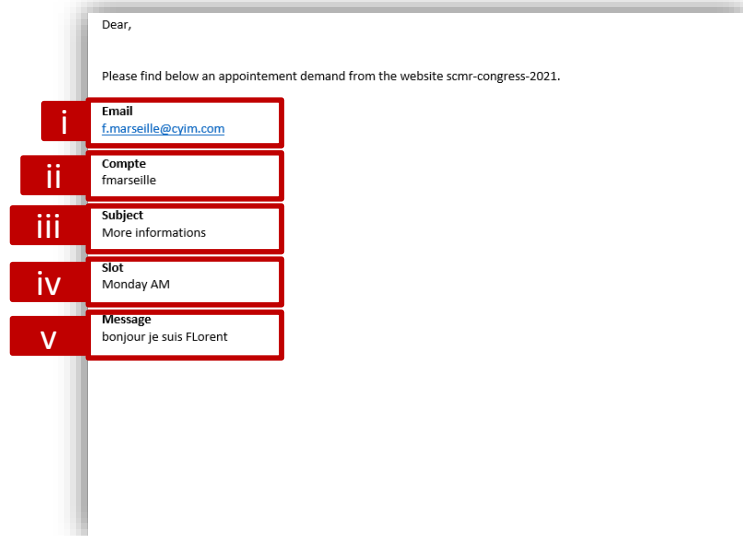 Dear,
Please find below an appointement demand from the website scmr-congress-2021.
i
Email
f.marseille@cyim.com
ii
Compte
fmarseille
iii
Subject
More informations
iv
Slot
Monday AM
v
Message
bonjour je suis FLorent